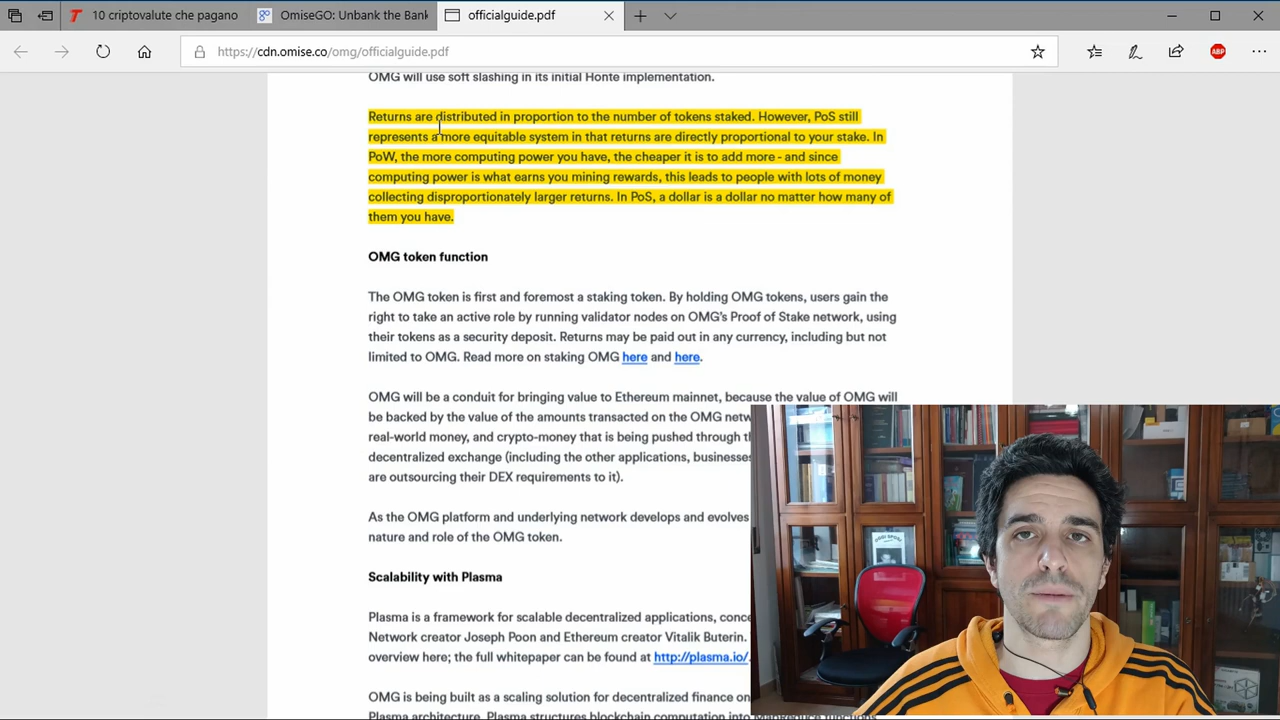 10 criptovalute che pagano
OmiseGO: Unbank the Bank
officialguide.pdf
https://cdn.omise.co/omg/officialguide.pdf
ABP
OMG will use soft slashing in its initial Honte implementation.
Returns are distributed in proportion to the number of tokens staked. However, PoS still
represents a more equitable system in that returns are directly proportional to your stake. In
PoW, the more computing power you have, the cheaper it is to add more - and since
computing power is what earns you mining rewards, this leads to people with lots of money
collecting disproportionately larger returns. In PoS, a dollar is a dollar no matter how many of
them you have.
OMG token function
The OMG token is first and foremost a staking token. By holding OMG tokens, users gain the
right to take an active role by running validator nodes on OMG's Proof of Stake network, using
their tokens as a security deposit. Returns may be paid out in any currency, including but not
limited to OMG. Read more on staking OMG here and here.
OMG will be a conduit for bringing value to Ethereum mainnet, because the value of OMG will
be backed by the value of the amounts transacted on the OMG netw
real-world money, and crypto-money that is being pushed through th
decentralized exchange (including the other applications, businesses
are outsourcing their DEX requirements to it).
As the OMG platform and underlying network develops and evolves
nature and role of the OMG token.
Scalability with Plasma
Plasma is a framework for scalable decentralized applications, conce
Network creator Joseph Poon and Ethereum creator Vitalik Buterin.
overview here; the full whitepaper can be found at http://plasma.io/.
OMG is being built as a scaling solution for decentralized finance on
Plasma architecture. Plasma structures blockchain computation into MapReduce functions
OGGI SPOSI